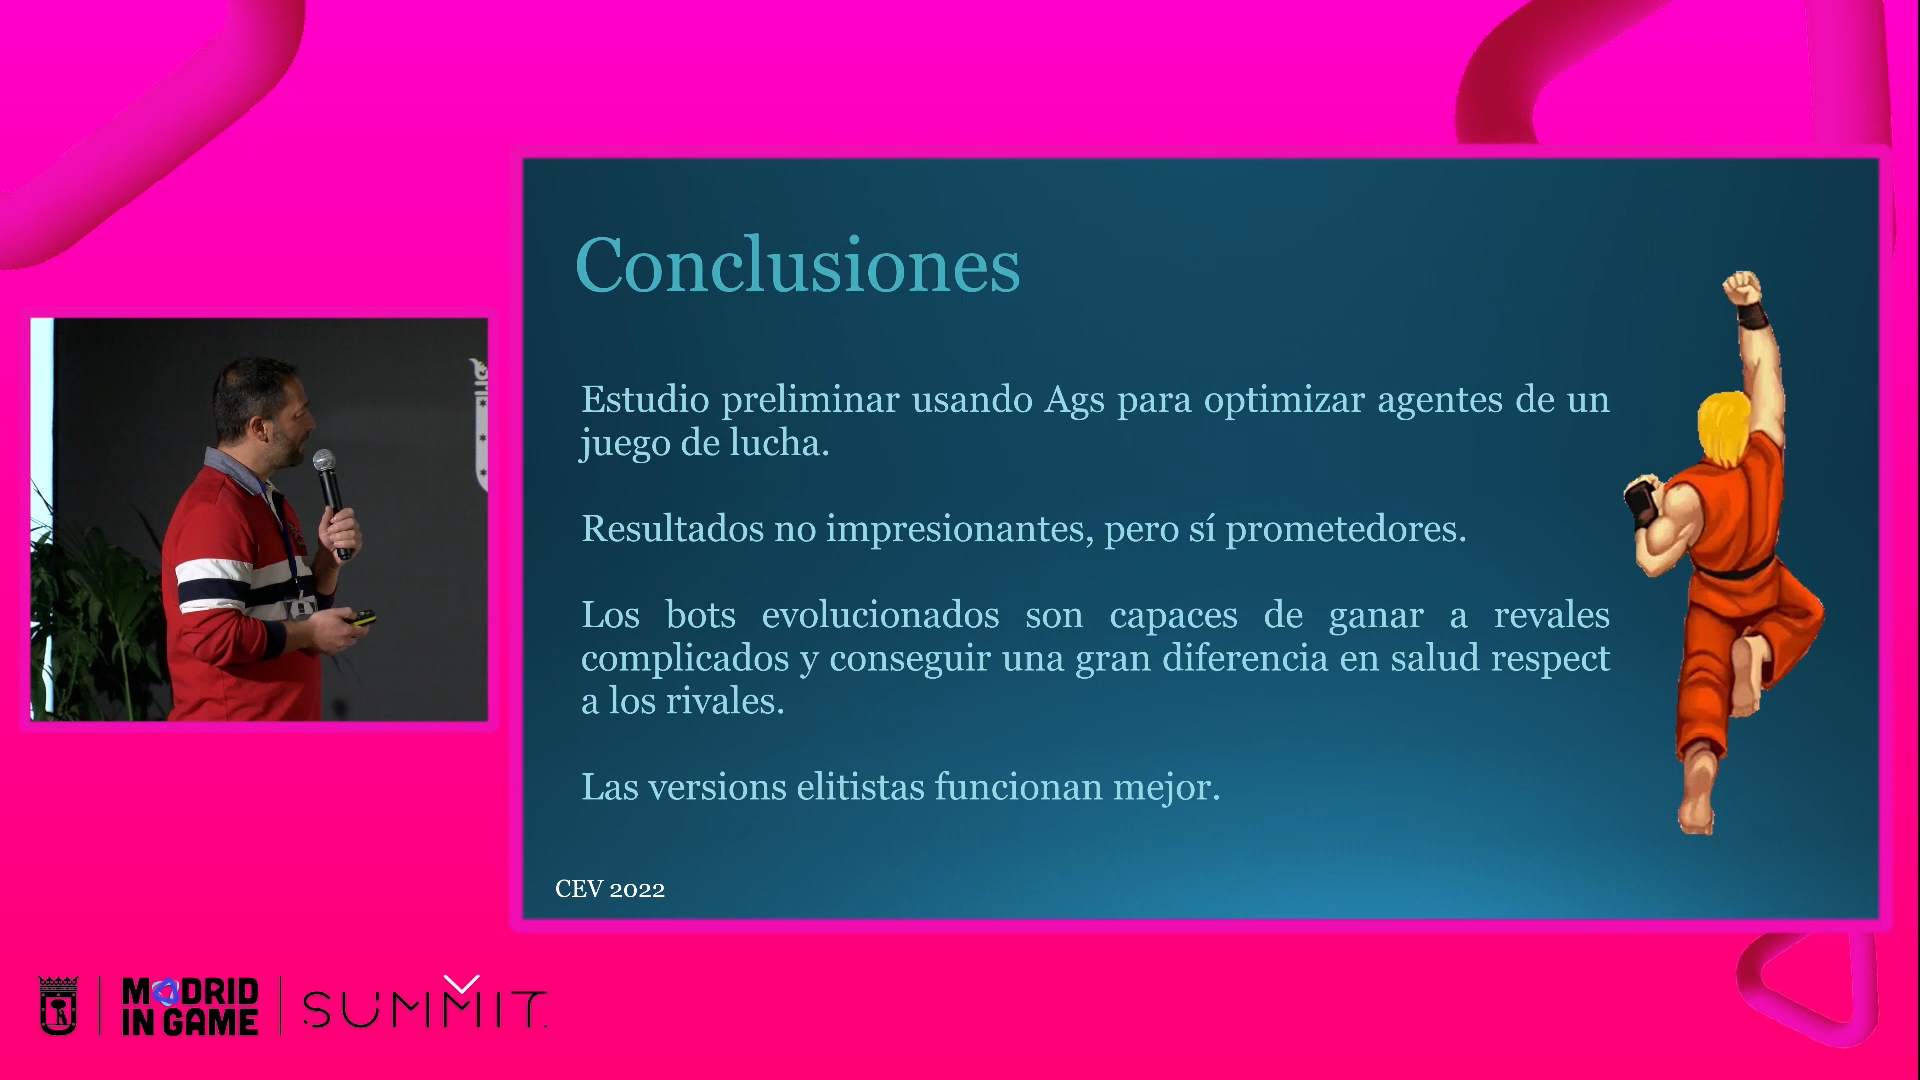 Conclusiones
Estudio preliminar usando Ags para optimizar agentes de un
juego de lucha.
Resultados no impresionantes, pero sí prometedores.
Los bots evolucionados son capaces de ganar a revales
complicados y conseguir una gran diferencia en salud respect
a los rivales.
Las versions elitistas funcionan mejor.
CEV 2022
MADRID
IN GAME
SUMMIT